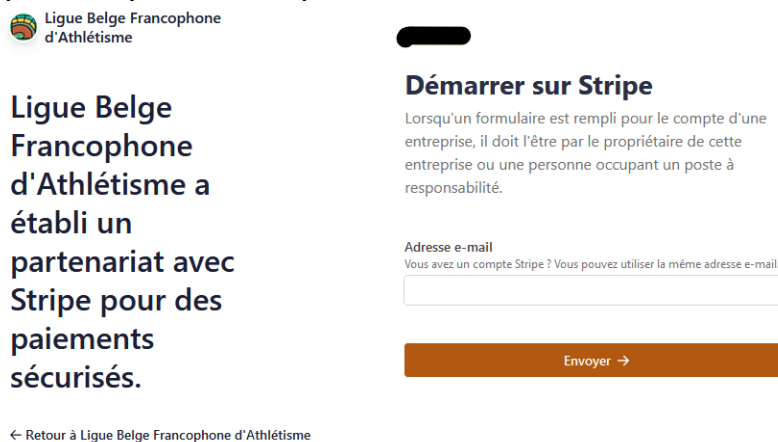 Ligue Belge Francophone
d'Athlétisme
Ligue Belge
Francophone
d'Athlétisme a
établi un
partenariat avec
Stripe pour des
paiements
sécurisés.
← Retour à Ligue Belge Francophone d'Athlétisme
Démarrer sur Stripe
Lorsqu'un formulaire est rempli pour le compte d'une
entreprise, il doit l'être par le propriétaire de cette
entreprise ou une personne occupant un poste à
responsabilité.
Adresse e-mail
Vous avez un compte Stripe ? Vous pouvez utiliser la même adresse e-mail.
Envoyer →